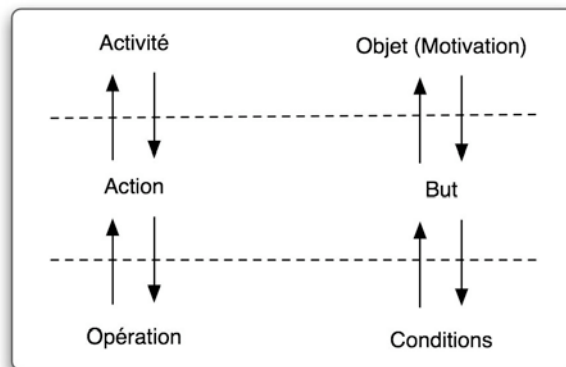 Activité
Objet (Motivation)
Action
But
Opération
Conditions